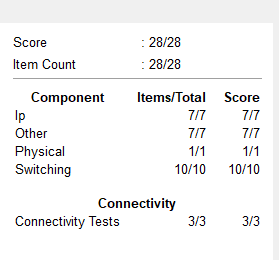 Score : 28/28
Item Count : 28/28
Component Items/Total Score
Ip 7/7 7/7
Other 7/7 7/7
Physical 1/1 1/1
Switching 10/10 10/10
Connectivity
Connectivity Tests 3/3 3/3